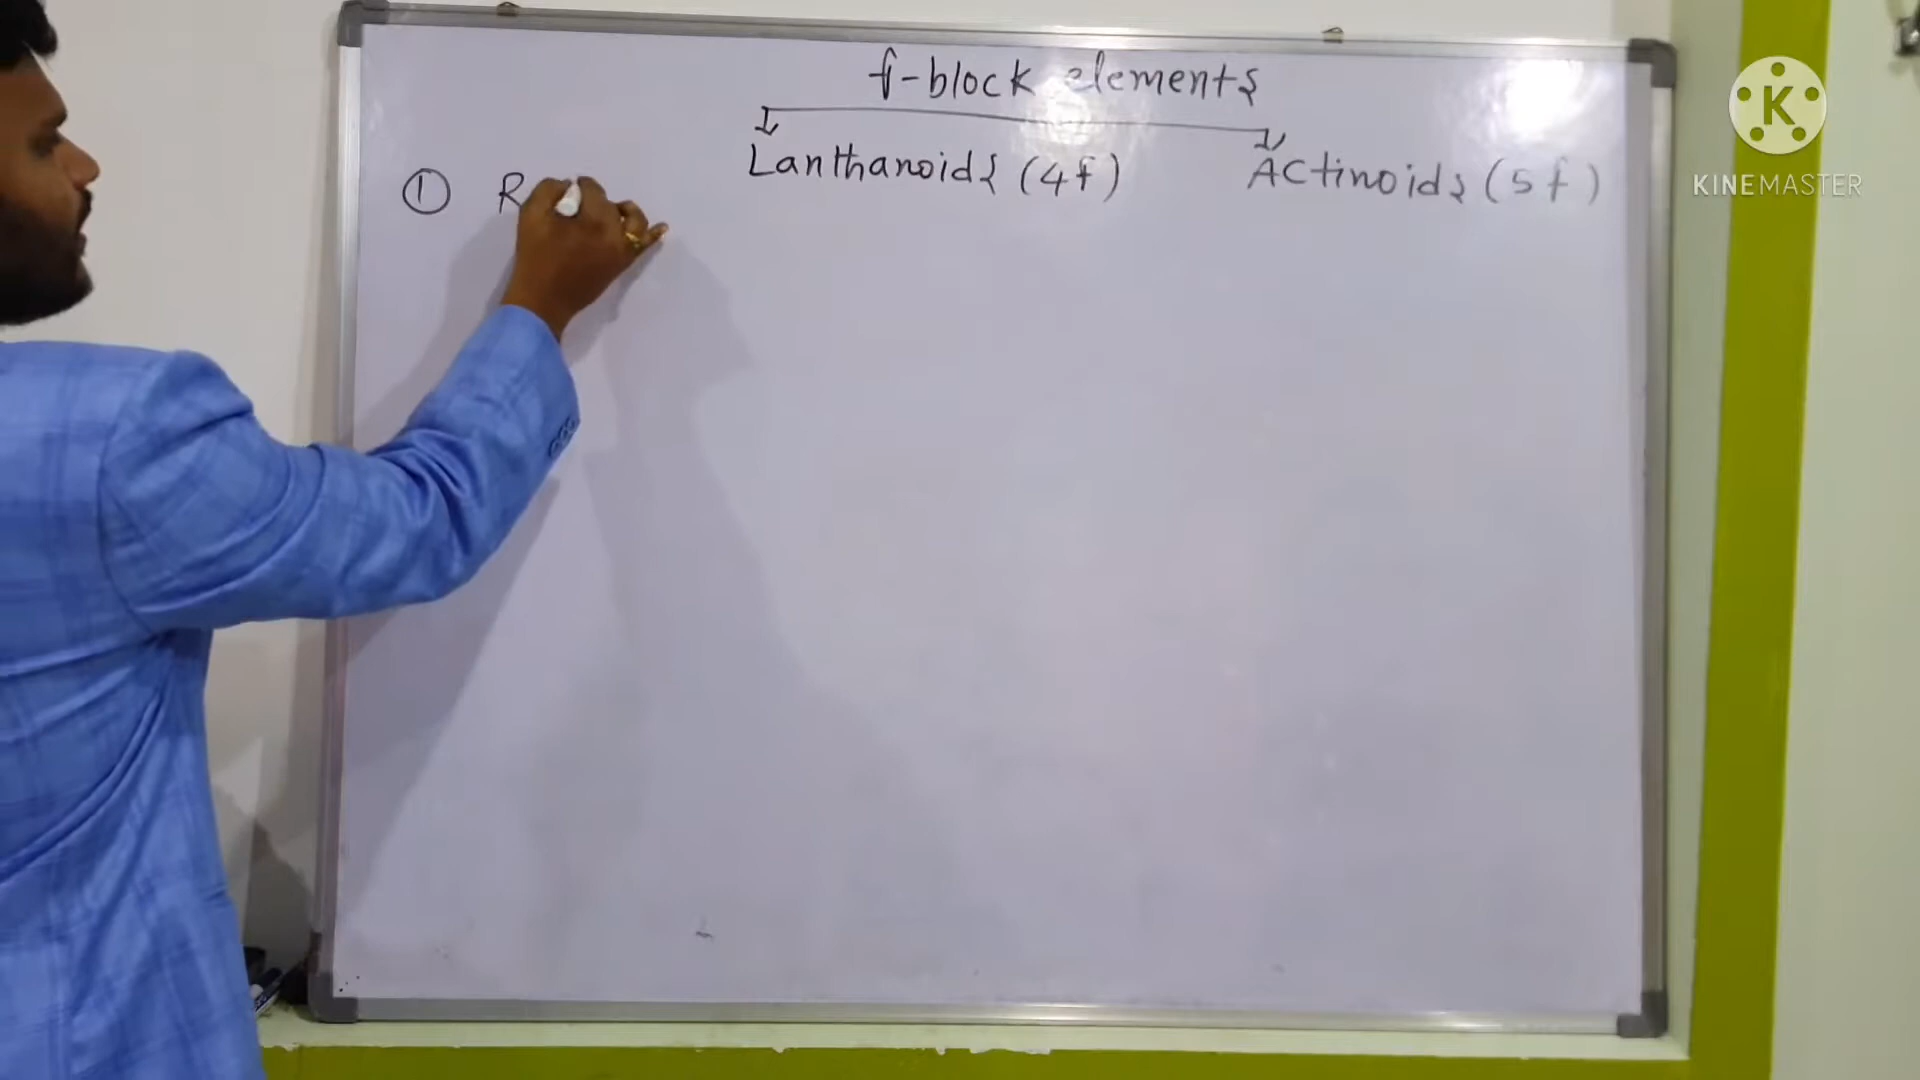 f-block elements
Lanthanoids (4f)
Actinoids (5f)
① R
K
KINEMASTER